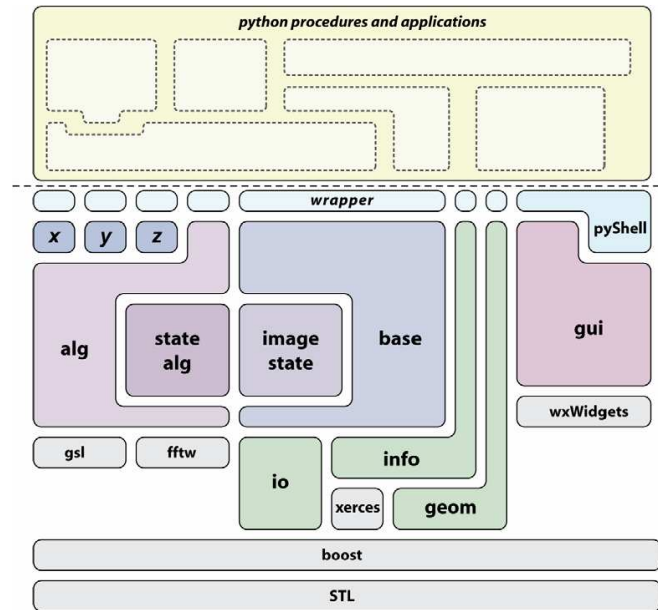 python procedures and applications
wrapper
x y z
pyShell
alg
state
alg
image
state
base
gui
wxWidgets
gsl
fftw
io
info
xerces
geom
boost
STL